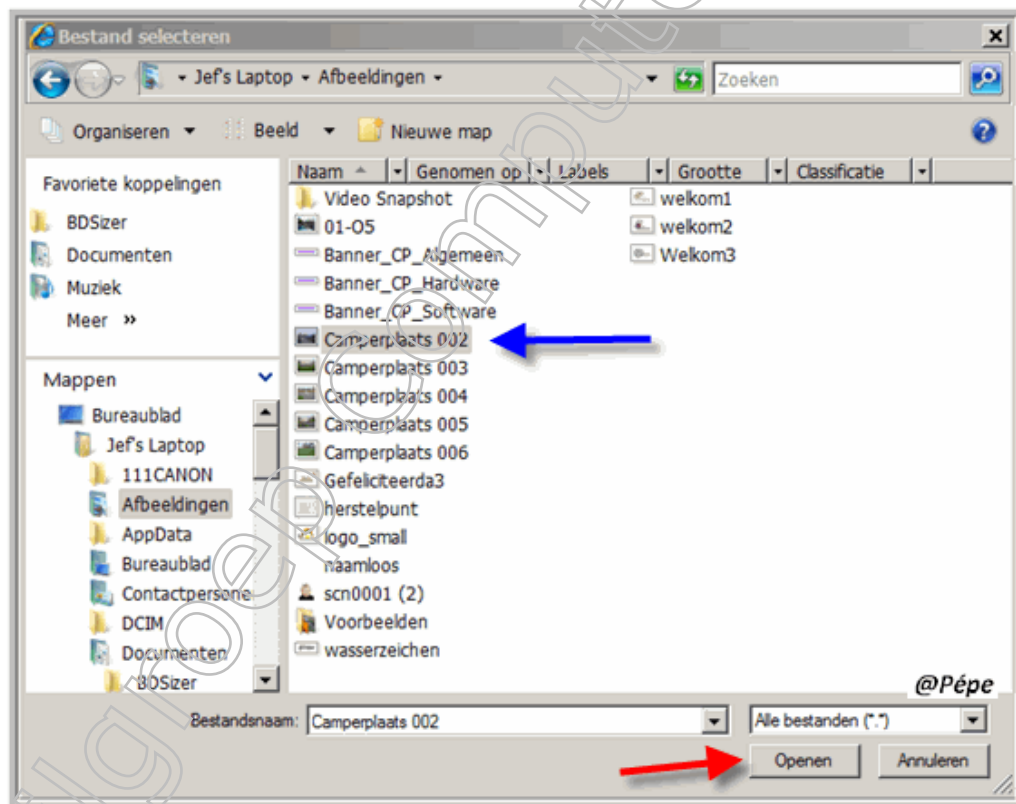 Bestand selecteren
Jef's Laptop Afbeeldingen
Zoeken
Organiseren Beeld Nieuwe map
Favoriete koppelingen
BDSizer
Documenten
Muziek
Meer »
Mappen
Bureaublad
Jef's Laptop
111CANON
Afbeeldingen
AppData
Bureaublad
Contactpersone
DCIM
Documenten
BDSizer
Naam Genomen op Labels Grootte Classificatie
Video Snapshot
01-O5
Banner_CP_Algemeen
Banner_CP_Hardware
Banner_CP_Software
Camperplaats 002
Camperplaats 003
Camperplaats 004
Camperplaats 005
Camperplaats 006
Gefeliciteerda3
herstelpunt
logo_small
naamloos
scn0001 (2)
Voorbeelden
wasserzeichen
welkom1
welkom2
Welkom3
@Pépe
Bestandsnaam: Camperplaats 002 Alle bestanden (*.*)
Openen Annuleren